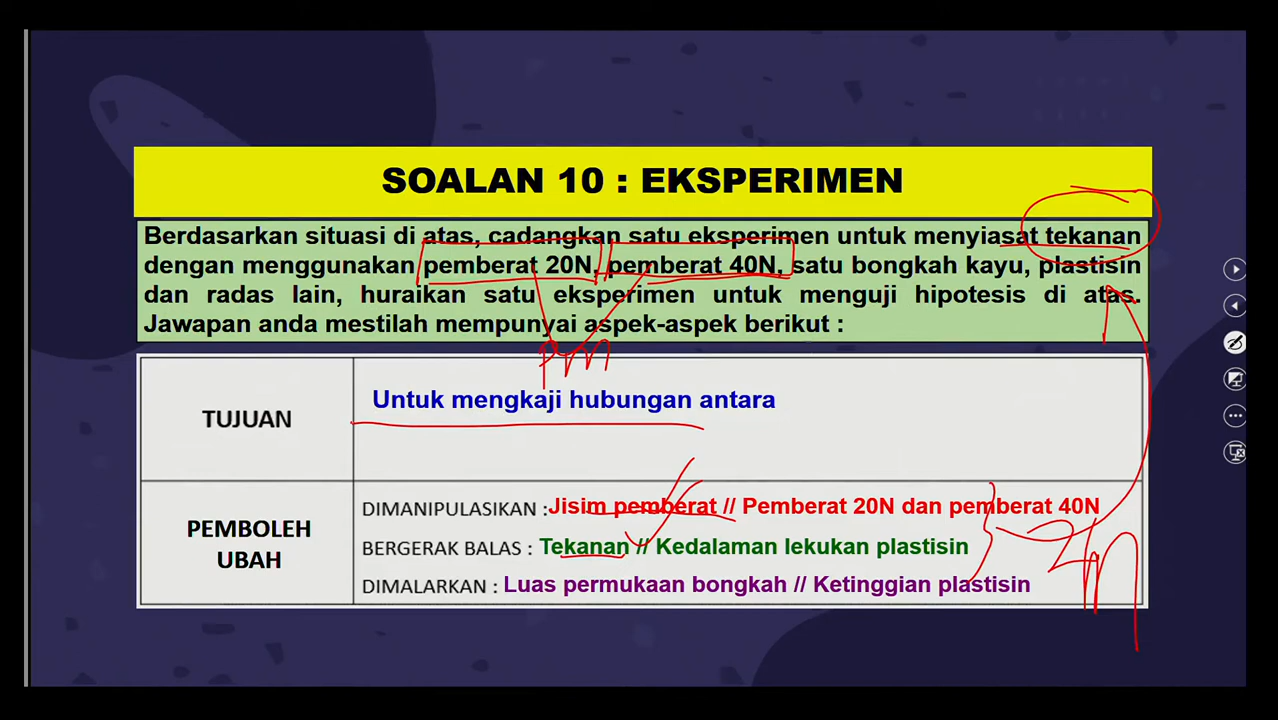 SOALAN 10 : EKSPERIMEN
Berdasarkan situasi di atas, cadangkan satu eksperimen untuk menyiasat tekanan
dengan menggunakan pemberat 20N, pemberat 40N, satu bongkah kayu, plastisin
dan radas lain, huraikan satu eksperimen untuk menguji hipotesis di atas.
Jawapan anda mestilah mempunyai aspek-aspek berikut :
Pm
TUJUAN
Untuk mengkaji hubungan antara
PEMBOLEH
UBAH
DIMANIPULASIKAN : Jisim pemberat // Pemberat 20N dan pemberat 40N
BERGERAK BALAS : Tekanan // Kedalaman lekukan plastisin
DIMALARKAN : Luas permukaan bongkah // Ketinggian plastisin